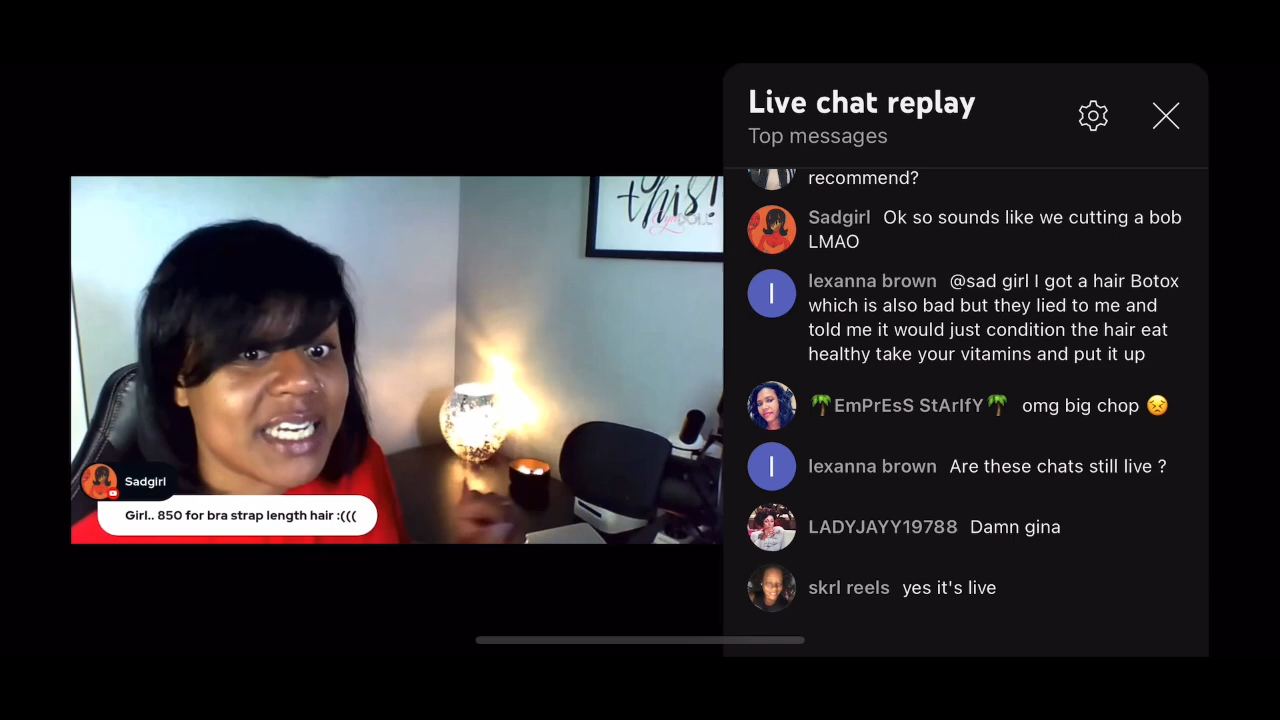 Live chat replay
Top messages
recommend?
Sadgirl Ok so sounds like we cutting a bob
LMAO
lexanna brown @sad girl I got a hair Botox
which is also bad but they lied to me and
told me it would just condition the hair eat
healthy take your vitamins and put it up
🌴EmPrEsS StArIfY🌴 omg big chop 😣
lexanna brown Are these chats still live ?
LADYJAYY19788 Damn gina
skrl reels yes it's live
this!
Sadgirl
Girl.. 850 for bra strap length hair :(((